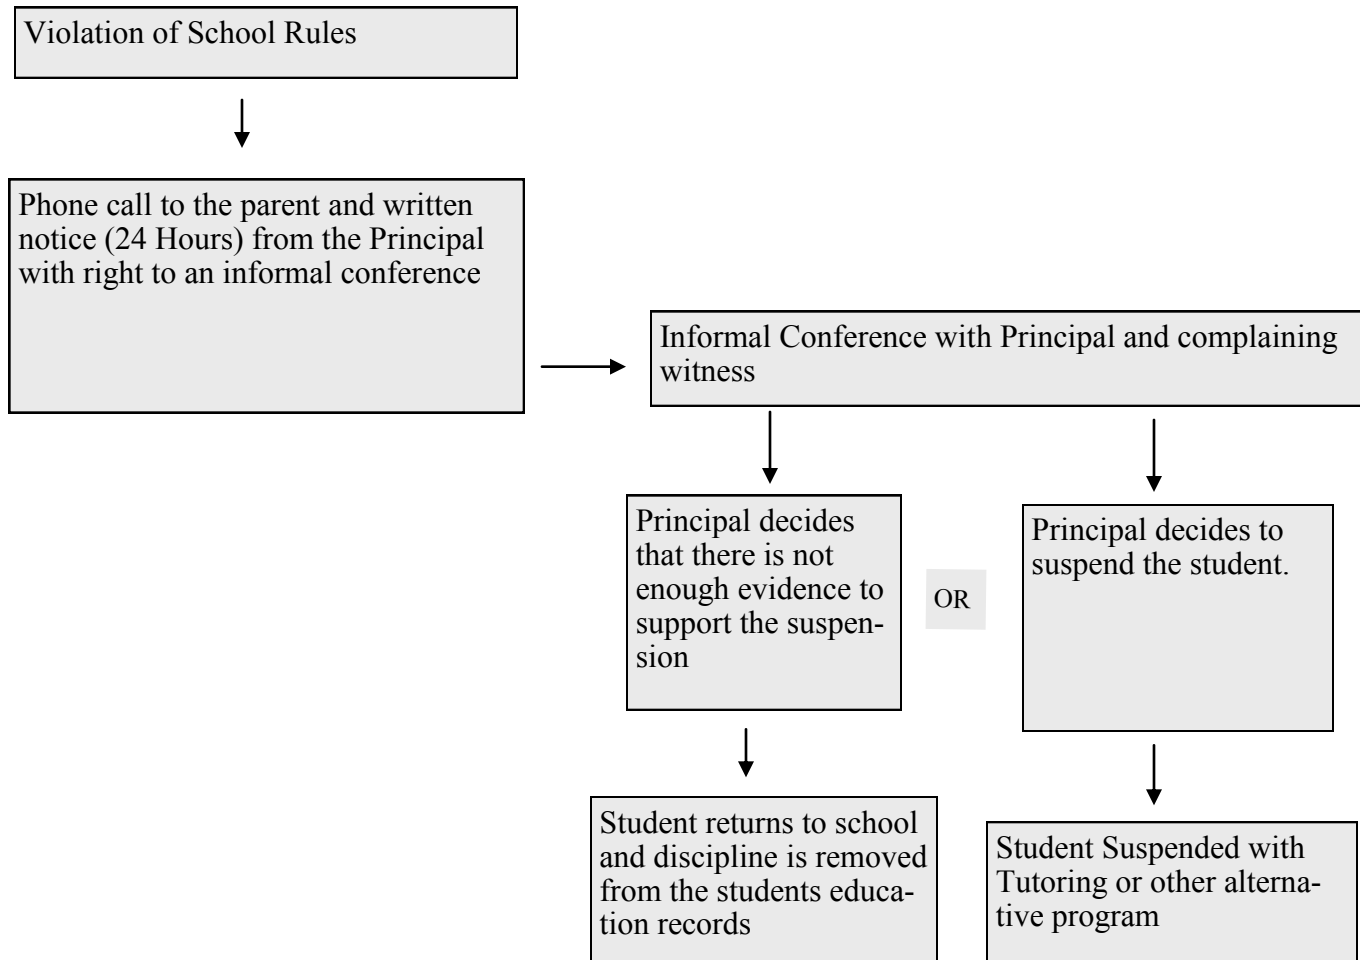 Violation of School Rules
Phone call to the parent and written
notice (24 Hours) from the Principal
with right to an informal conference
Informal Conference with Principal and complaining
witness
Principal decides
that there is not
enough evidence to
support the suspen-
sion
OR
Principal decides to
suspend the student.
Student returns to school
and discipline is removed
from the students educa-
tion records
Student Suspended with
Tutoring or other alterna-
tive program